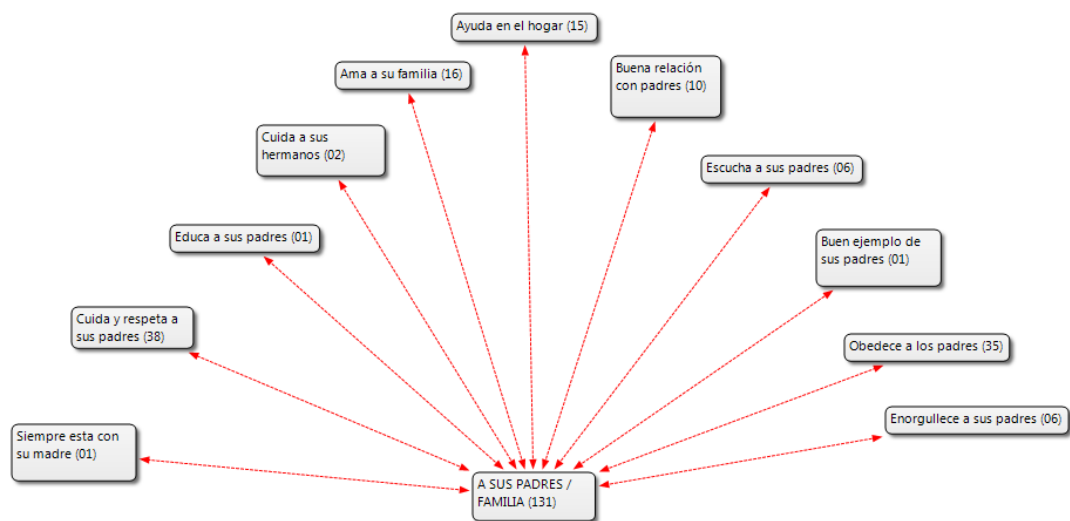 Ayuda en el hogar (15)
Ama a su familia (16)
Buena relación
con padres (10)
Cuida a sus
hermanos (02)
Escucha a sus padres (06)
Educa a sus padres (01)
Buen ejemplo de
sus padres (01)
Cuida y respeta a
sus padres (38)
Obedece a los padres (35)
Enorgullece a sus padres (06)
Siempre esta con
su madre (01)
A SUS PADRES /
FAMILIA (131)